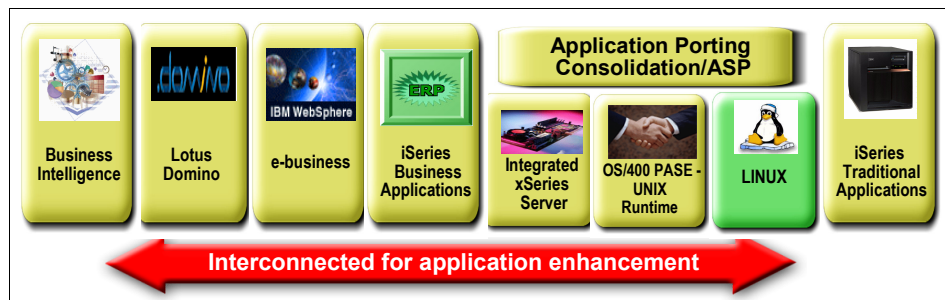 Business
Intelligence
domino
Lotus
Domino
IBM WebSphere
e-business
ERP
iSeries
Business
Applications
Application Porting
Consolidation/ASP
Integrated
xSeries
Server
OS/400 PASE -
UNIX
Runtime
LINUX
iSeries
Traditional
Applications
Interconnected for application enhancement